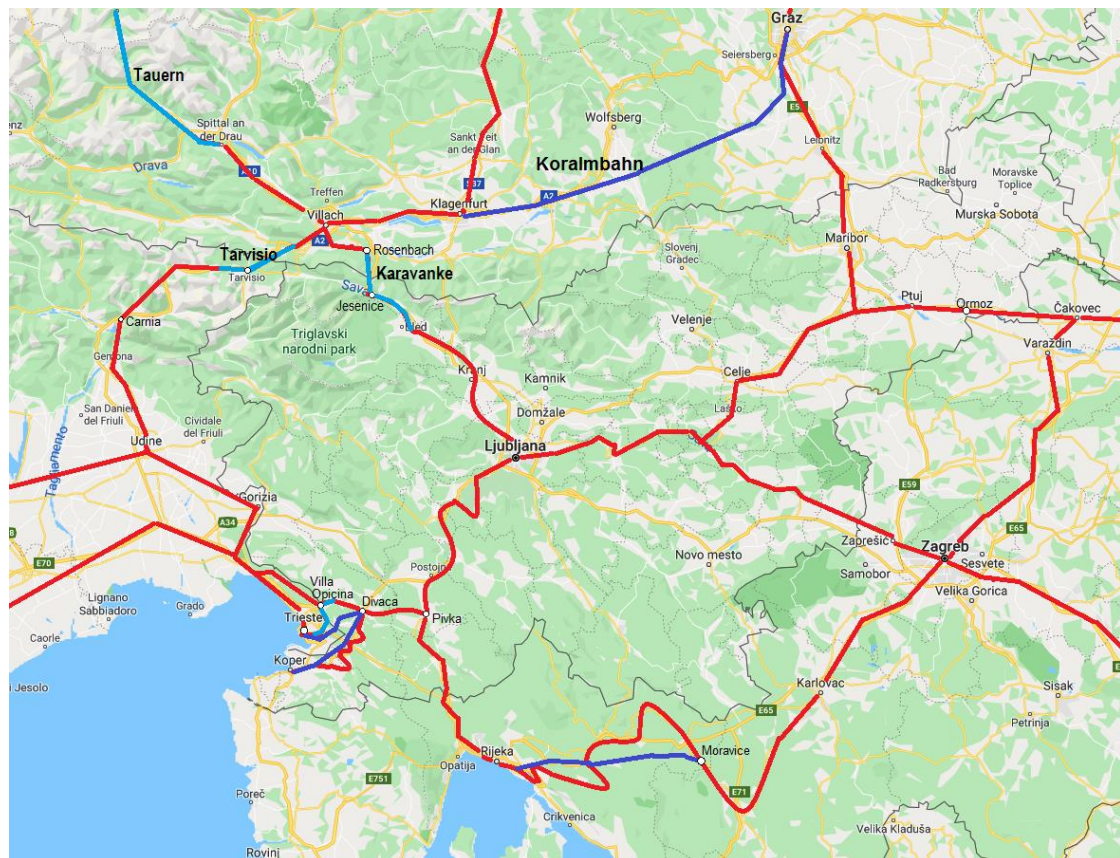 Graz
Seiersberg
Tauern
Wolfsberg
Spittal an
der Drau
Sankt Veit
an der Glan
Leibnitz
Drava
Koralmbahn
Bad
Radkersburg
Moravske
Toplice
Treffen
A2
Klagenfurt
Murska Sobota
Villach
A2
Rosenbach
Maribor
Tarvisio
Tarvisio
Karavanke
Slovenj
Gradec
Sava
Jesenice
Ptuj
Ormoz
Čakovec
Carnia
Bled
Velenje
Triglavski
narodni park
Varaždin
Gemona
Kranj
Kamnik
Celje
San Daniele
del Friuli
Cividale
del Friuli
Domžale
Laško
Tagliamento
Udine
Ljubljana
Sava
E59
Gorizia
E65
A34
Zaprešić
Zagreb
E70
Novo mesto
Samobor
Sesvete
Postojn
Lignano
Sabbiadoro
Grado
Villa
Opicina
Divaca
Velika Gorica
Pivka
Caorle
Trieste
Koper
i Jesolo
Karlovac
Sisak
E65
Petrinja
Rijeka
Moravice
Opatija
E751
E71
Poreč
Crikvenica
Velika Kladuša
Rovinj